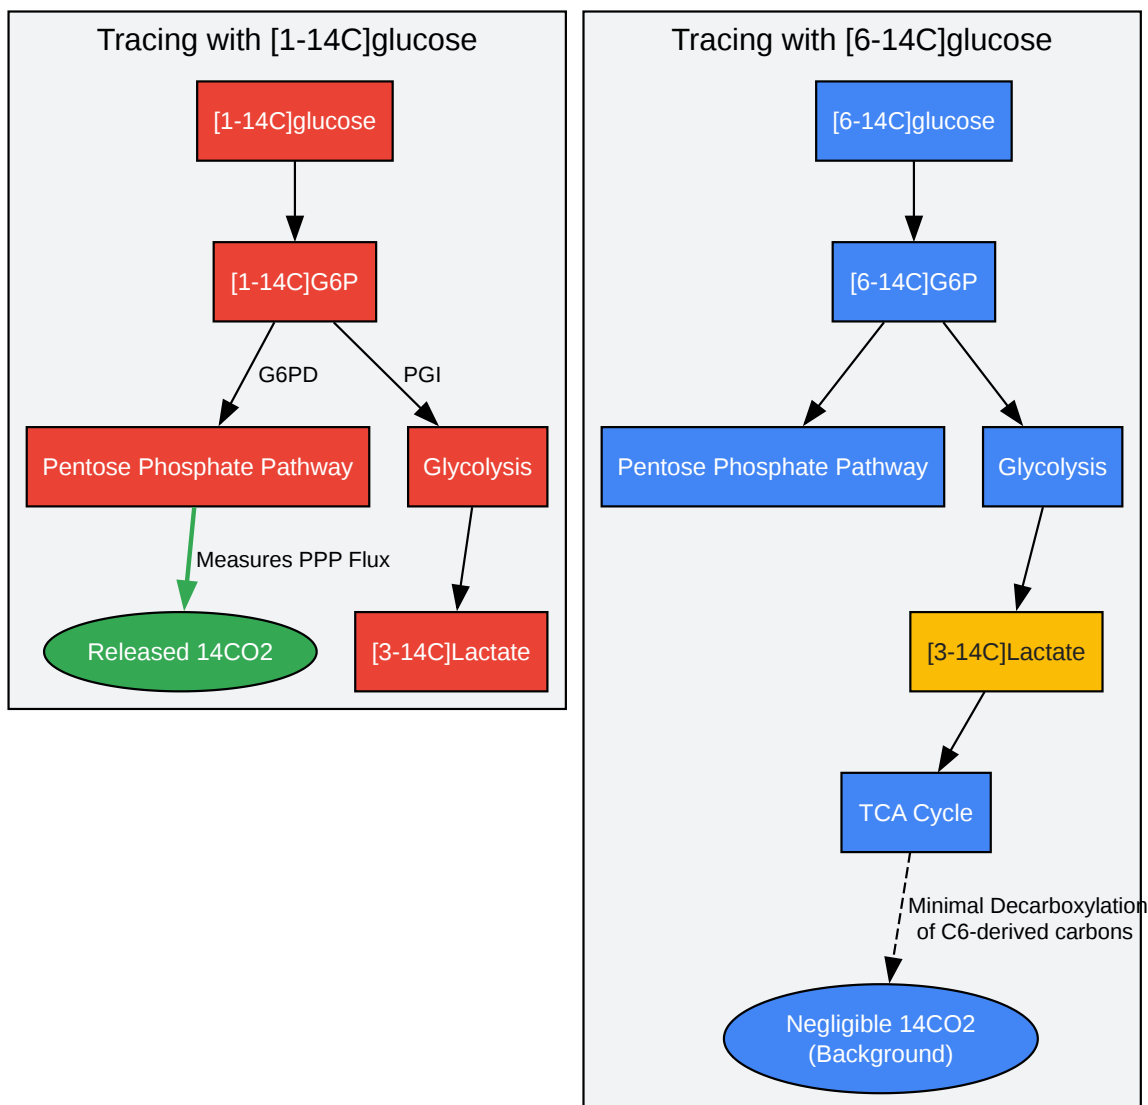 Tracing with [1-14C]glucose
[1-14C]glucose
[1-14C]G6P
G6PD
PGI
Pentose Phosphate Pathway
Glycolysis
Measures PPP Flux
Released 14CO2
[3-14C]Lactate
Tracing with [6-14C]glucose
[6-14C]glucose
[6-14C]G6P
Pentose Phosphate Pathway
Glycolysis
[3-14C]Lactate
TCA Cycle
Minimal Decarboxylation
of C6-derived carbons
Negligible 14CO2
(Background)